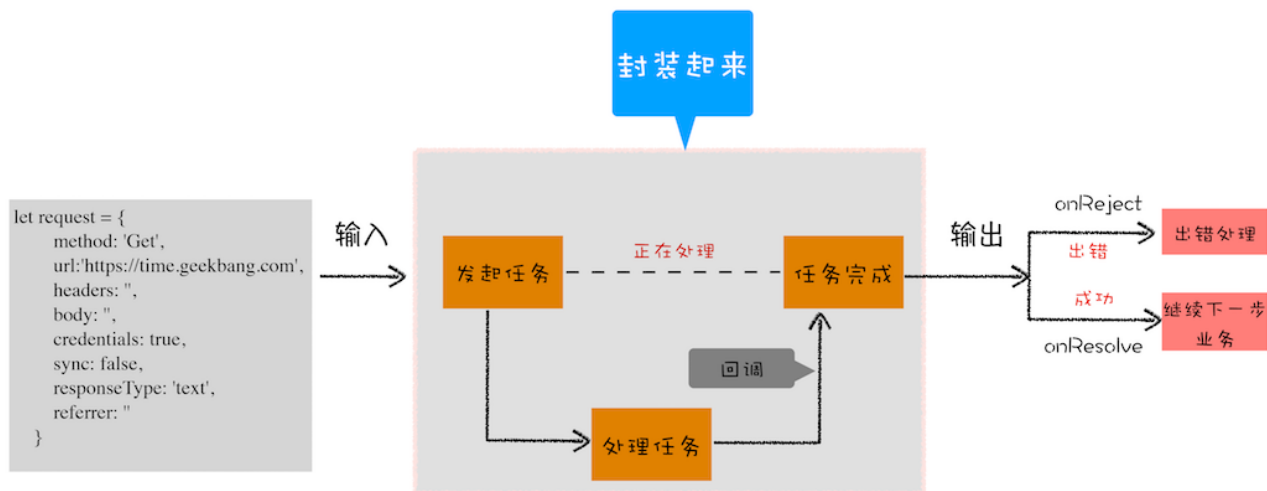 封装起来
let request = {
method: 'Get',
url:'https://time.geekbang.com',
headers: '',
body: '',
credentials: true,
sync: false,
responseType: 'text',
referrer: ''
}
输入
发起任务
正在处理
任务完成
回调
处理任务
输出
onReject
出错
出错处理
成功
onResolve
继续下一步
业务